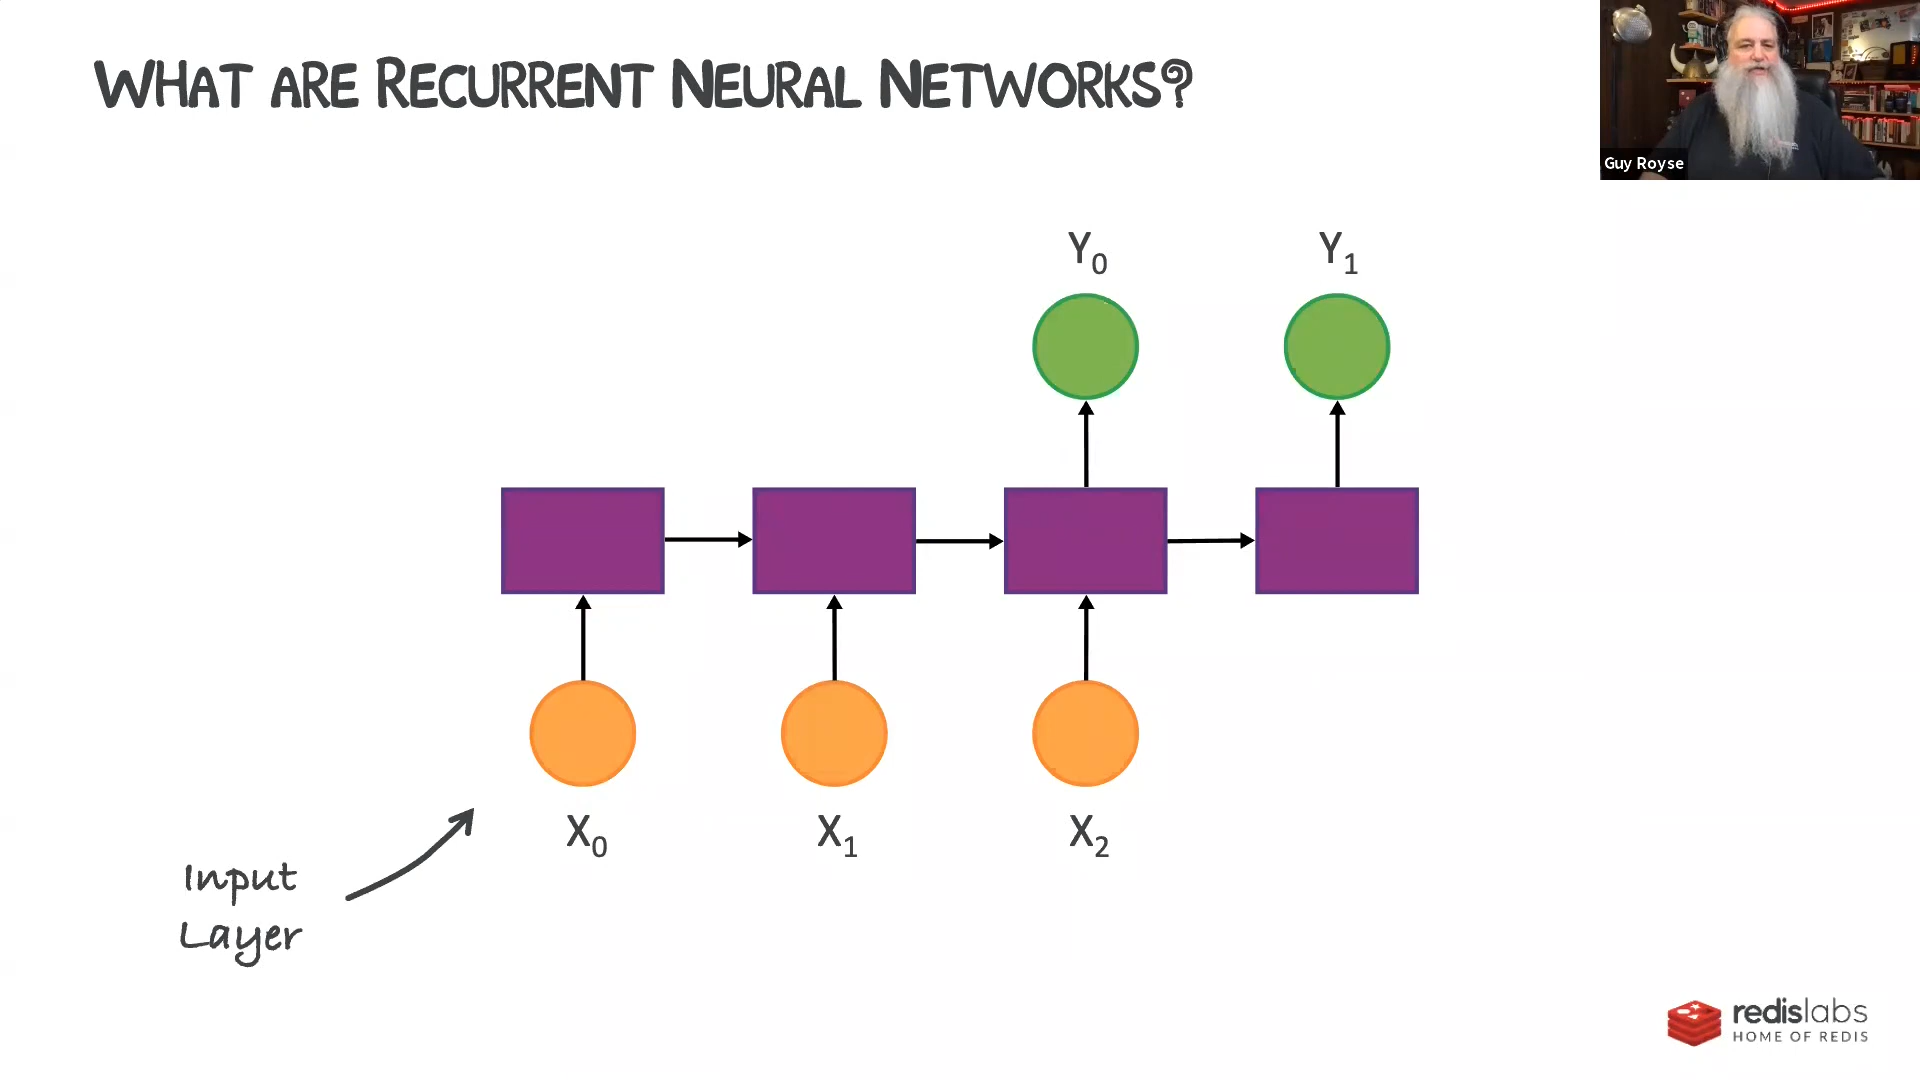 WHAT ARE RECURRENT NEURAL NETWORKS?
Guy Royse
Y0
Y1
X0
X1
X2
Input
Layer
redislabs
HOME OF REDIS